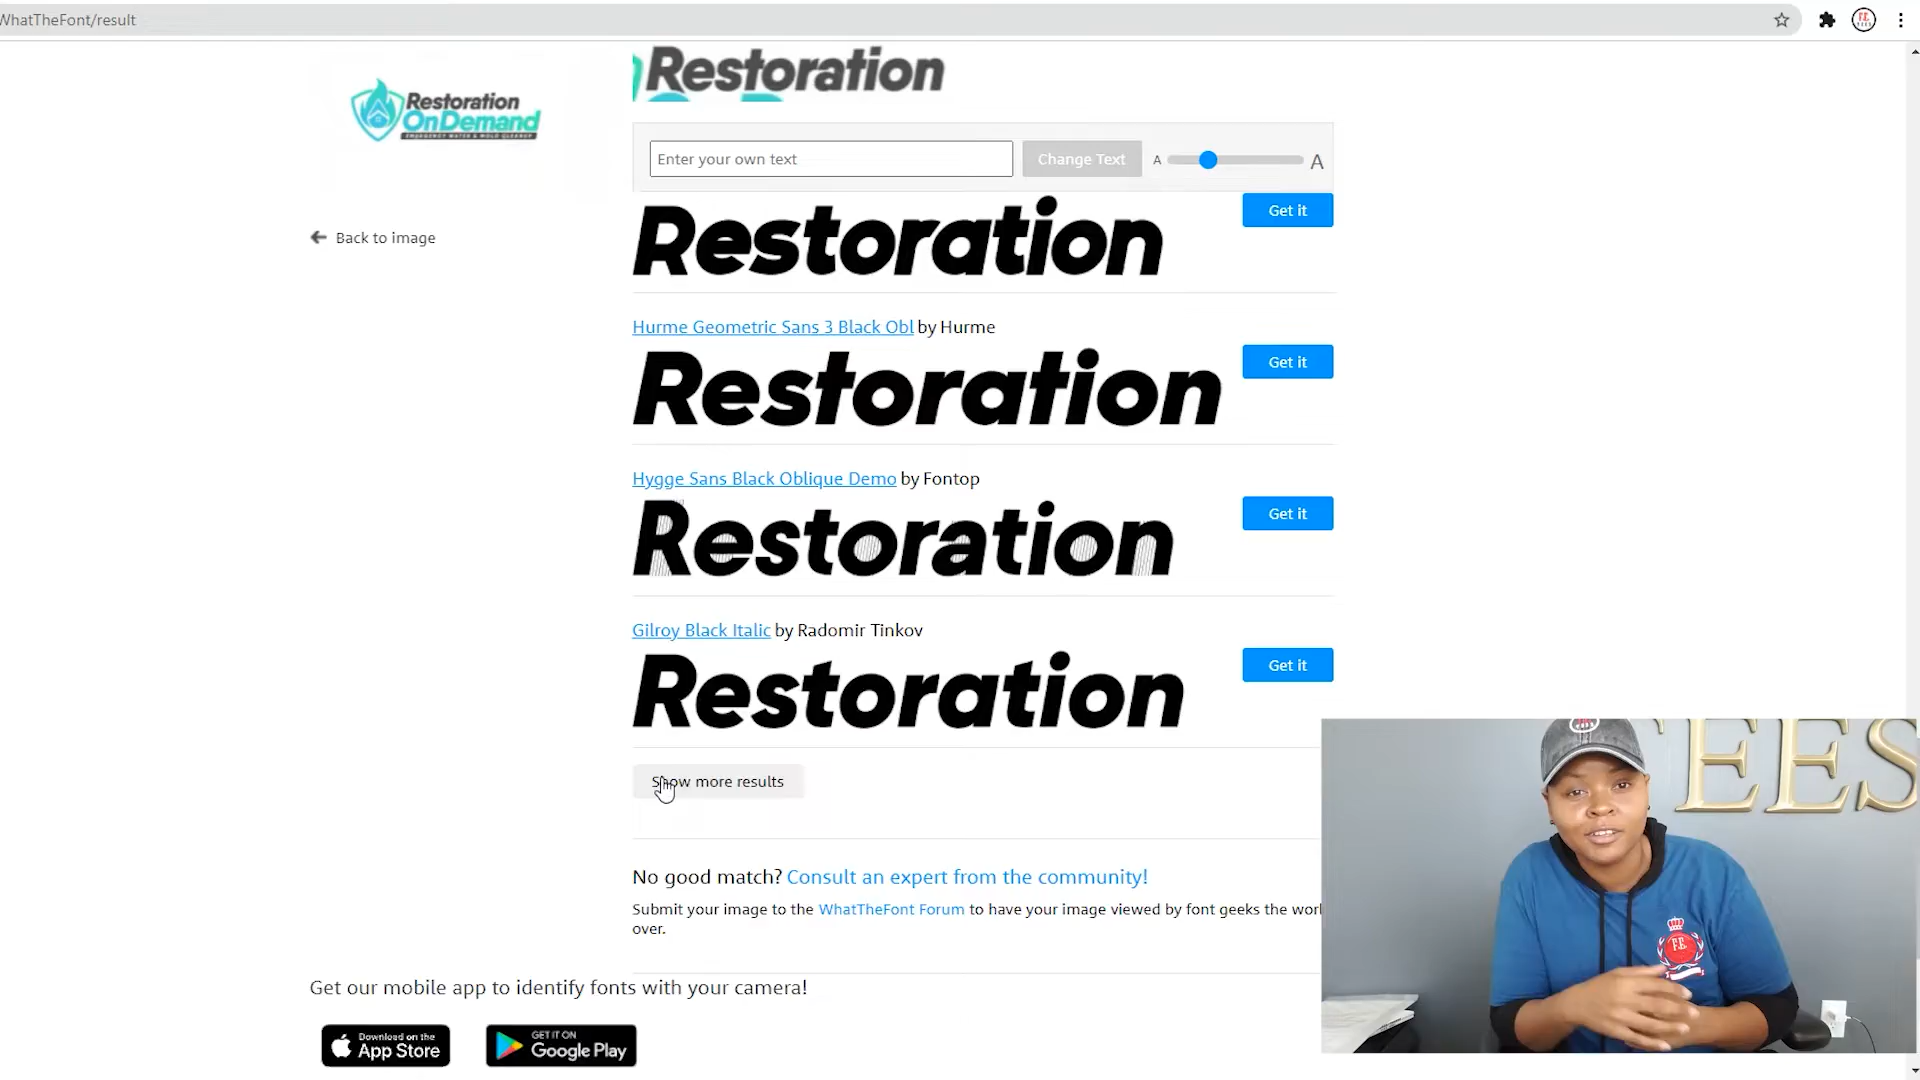 WhatTheFont/result
Restoration
Restoration
OnDemand
EMERGENCY WATER & MOLD CLEANUP
Enter your own text
Change Text
A
A
Restoration
Get it
Back to image
Hurme Geometric Sans 3 Black Obl by Hurme
Restoration
Get it
Hygge Sans Black Oblique Demo by Fontop
Restoration
Get it
Gilroy Black Italic by Radomir Tinkov
Restoration
Get it
Show more results
No good match? Consult an expert from the community!
Submit your image to the WhatTheFont Forum to have your image viewed by font geeks the worl
over.
Get our mobile app to identify fonts with your camera!
Download on the
App Store
GET IT ON
Google Play
EES
F.E.